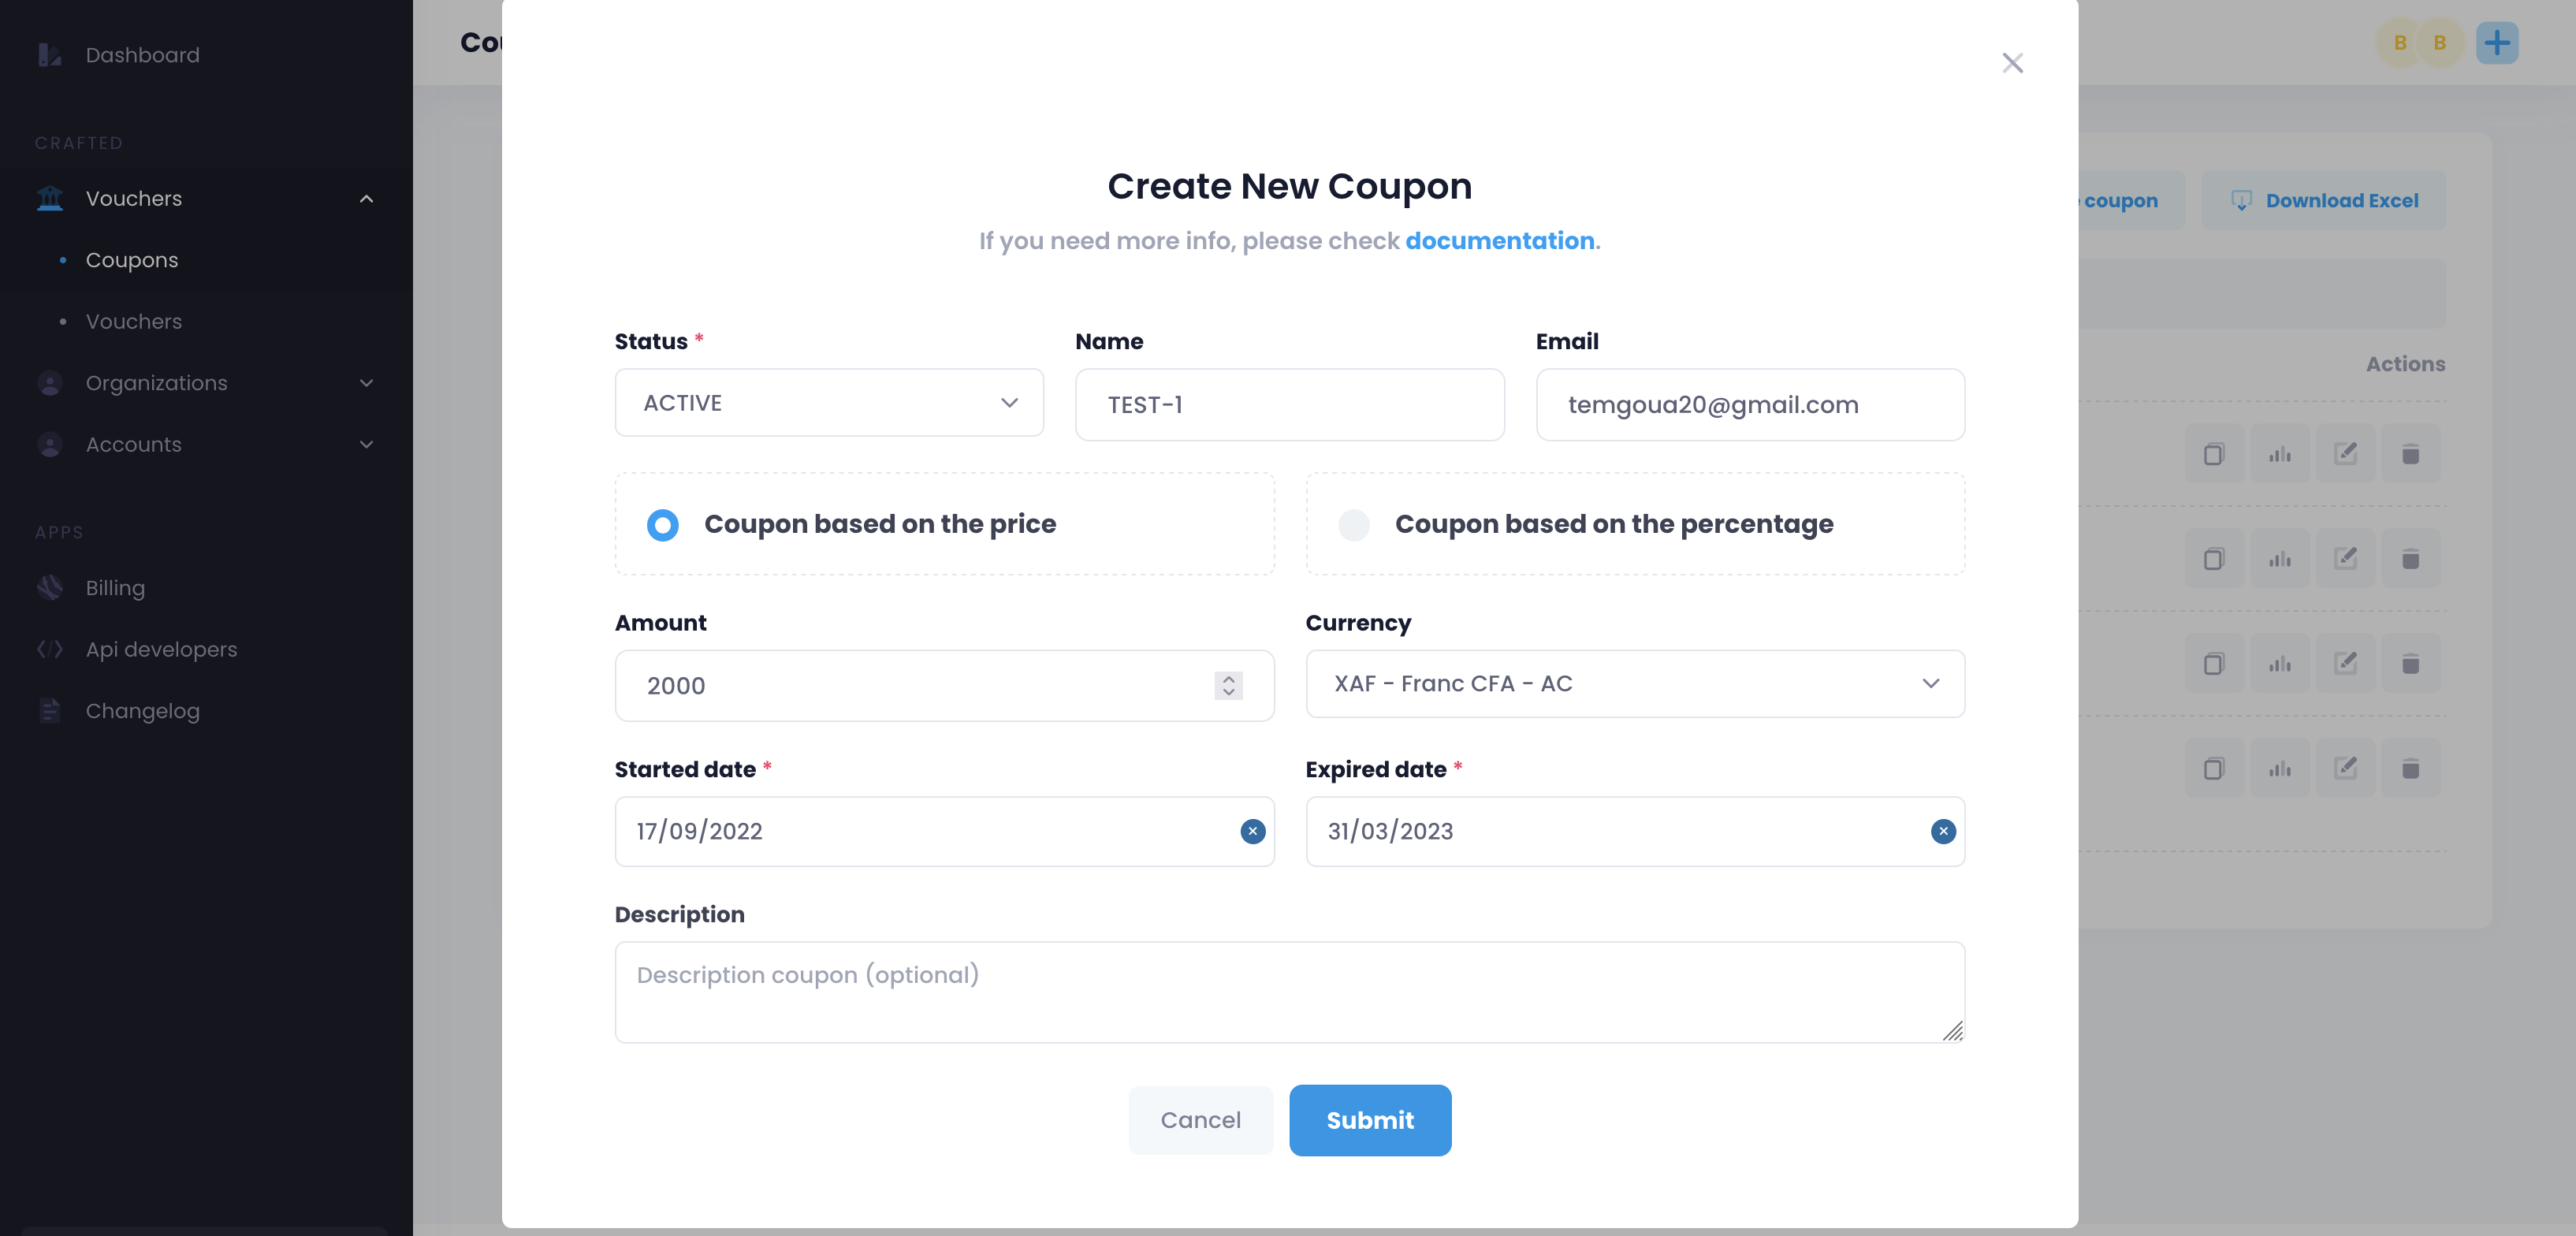 Dashboard
CRAFTED
Vouchers
Coupons
Vouchers
Organizations
Accounts
APPS
Billing
Api developers
Changelog
B B
coupon
Download Excel
Actions
Create New Coupon
If you need more info, please check documentation.
Status * Name Email
ACTIVE TEST-1 temgoua20@gmail.com
Coupon based on the price Coupon based on the percentage
Amount Currency
2000 XAF - Franc CFA - AC
Started date * Expired date *
17/09/2022 31/03/2023
Description
Description coupon (optional)
Cancel Submit